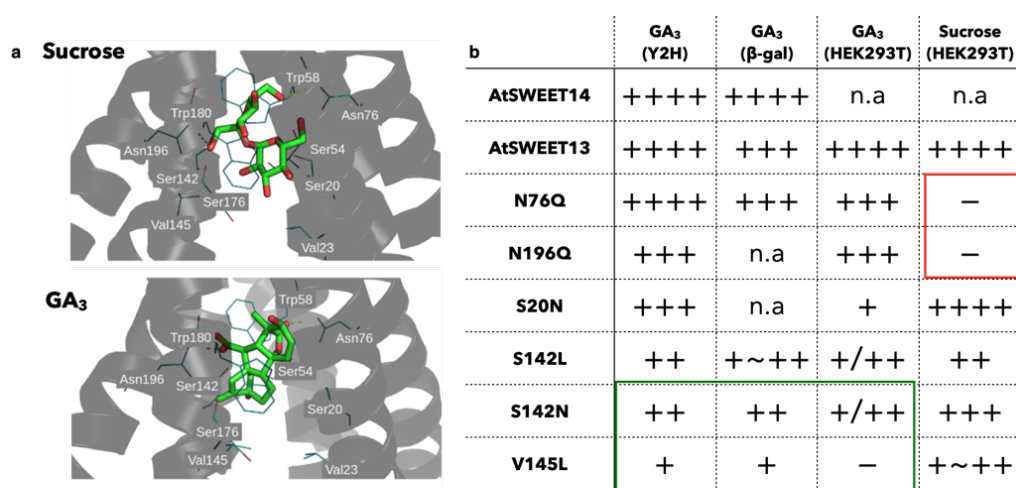 a Sucrose
Trp58
Trp180
Asn76
Asn196
Ser54
Ser142
Ser20
Ser176
Val145
Val23
GA₃
Trp58
Trp180
Asn76
Asn196
Ser54
Ser142
Ser20
Ser176
Val145
Val23
b
GA₃ (Y2H) GA₃ (β-gal) GA₃ (HEK293T) Sucrose (HEK293T)
AtSWEET14 ++++ ++++ n.a n.a
AtSWEET13 ++++ +++ ++++ ++++
N76Q ++++ +++ +++ –
N196Q +++ n.a +++ –
S20N +++ n.a + ++++
S142L ++ +~++ +/++ ++
S142N ++ ++ +/++ +++
V145L + + – +~++